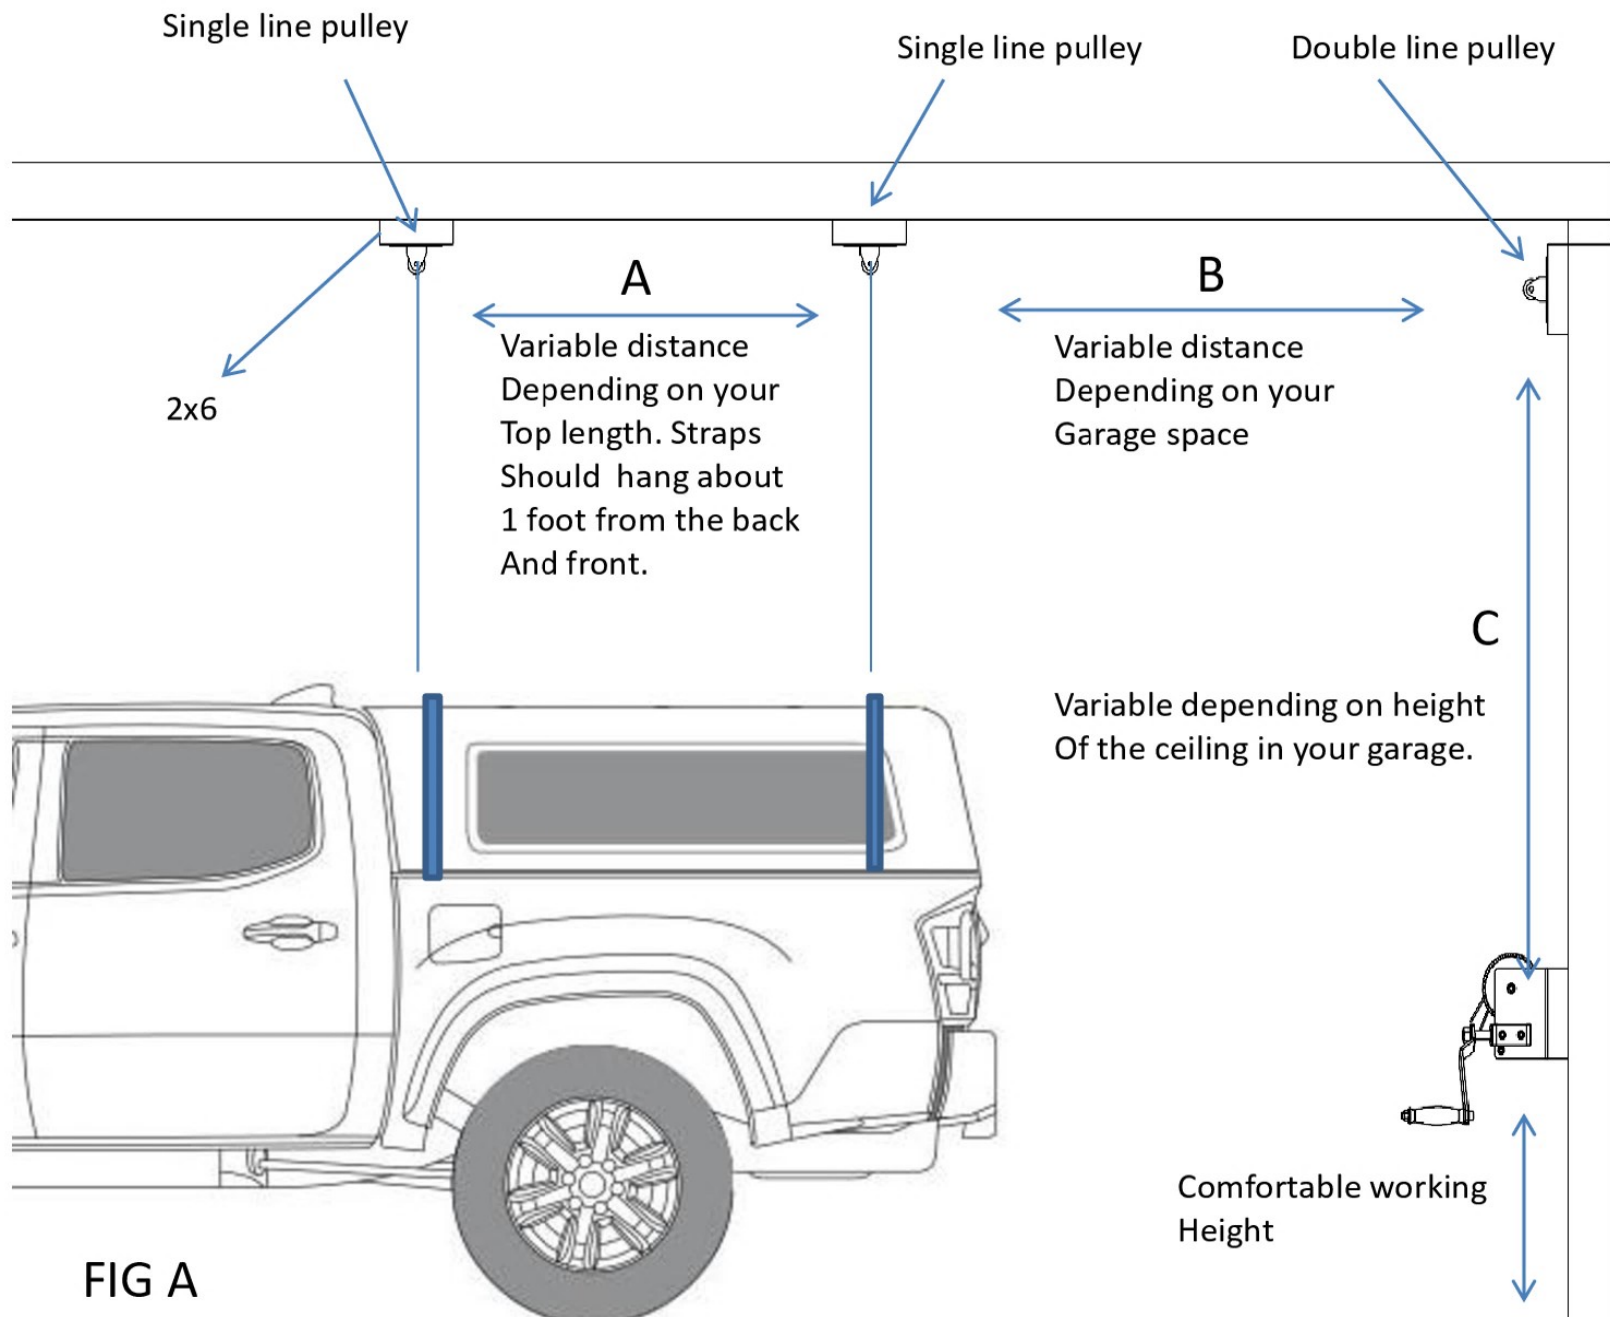 Single line pulley
Single line pulley
Double line pulley
A
Variable distance
Depending on your
Top length. Straps
Should hang about
1 foot from the back
And front.
B
Variable distance
Depending on your
Garage space
2x6
C
Variable depending on height
Of the ceiling in your garage.
Comfortable working
Height
FIG A